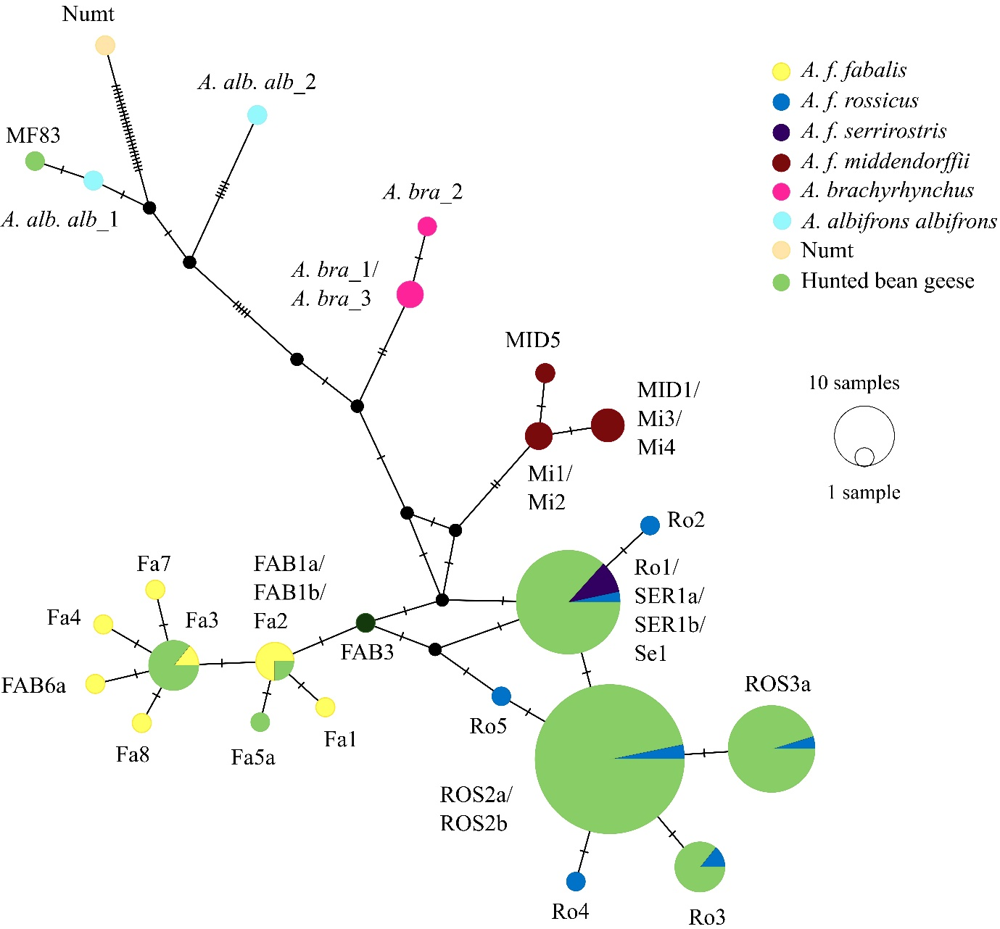 Numt
A. alb. alb_2
MF83
A. alb. alb_1
A. bra_2
A. bra_1/
A. bra_3
A. f. fabalis
A. f. rossicus
A. f. serrirostris
A. f. middendorffii
A. brachyrhynchus
A. albifrons albifrons
Numt
Hunted bean geese
MID5
MID1/
Mi3/
Mi4
Mi1/
Mi2
10 samples
1 sample
Ro2
Ro1/
SER1a/
SER1b/
Se1
Fa7
FAB1a/
FAB1b/
Fa2
Fa4
Fa3
FAB3
FAB6a
Fa8
Fa5a
Fa1
Ro5
ROS3a
ROS2a/
ROS2b
Ro4
Ro3